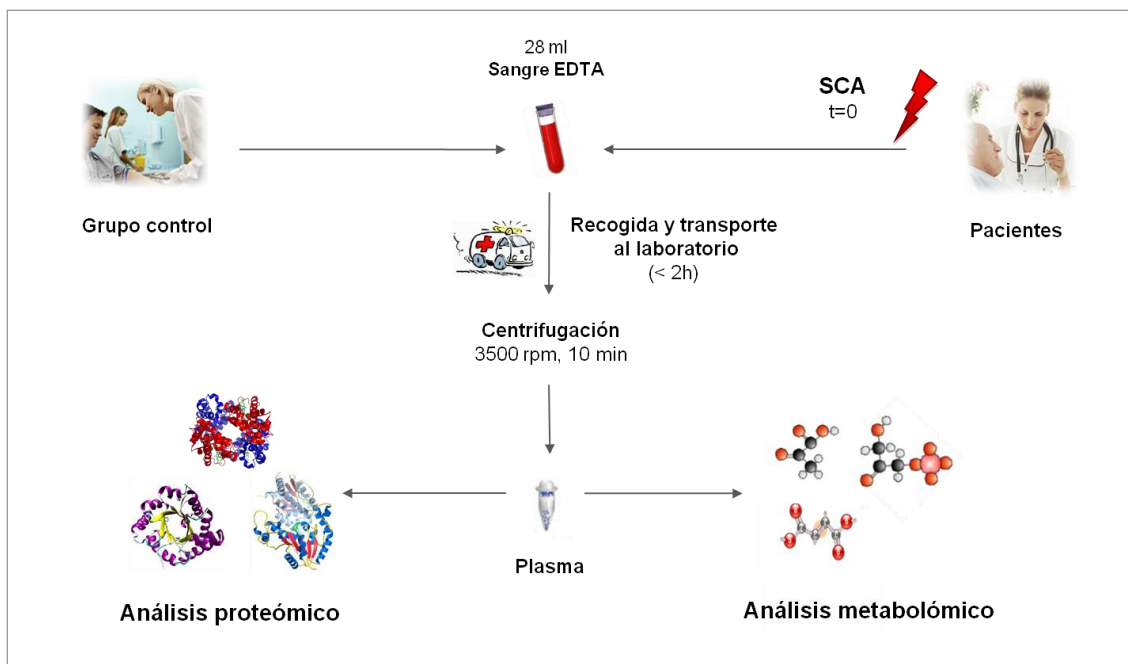 28 ml
Sangre EDTA
SCA
t=0
Grupo control
Recogida y transporte
al laboratorio
(< 2h)
Pacientes
Centrifugación
3500 rpm, 10 min
Plasma
Análisis proteómico
Análisis metabolómico